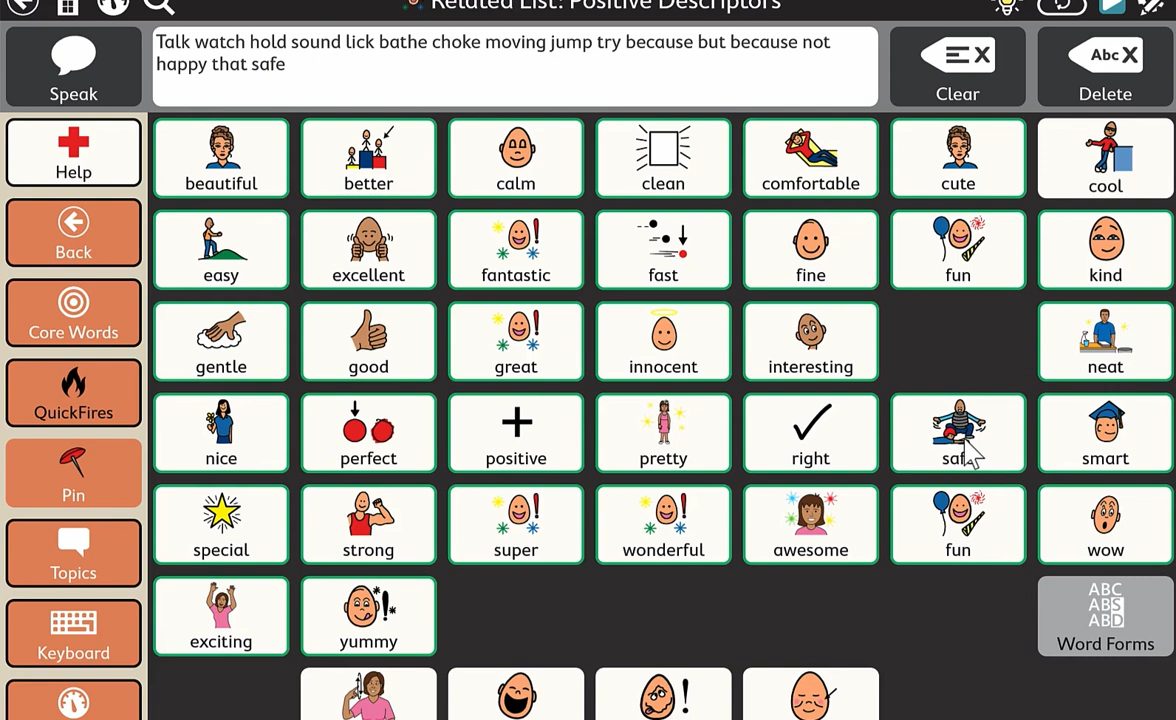 Related List: Positive Descriptors
Talk watch hold sound lick bathe choke moving jump try because but because not
happy that safe
Speak
Clear
Abc X
Delete
Help
beautiful
better
calm
clean
comfortable
cute
cool
Back
easy
excellent
fantastic
fast
fine
fun
kind
Core Words
gentle
good
great
innocent
interesting
neat
QuickFires
nice
perfect
positive
pretty
right
safe
smart
Pin
special
strong
super
wonderful
awesome
fun
wow
Topics
exciting
yummy
ABC
ABS
ABD
Word Forms
Keyboard